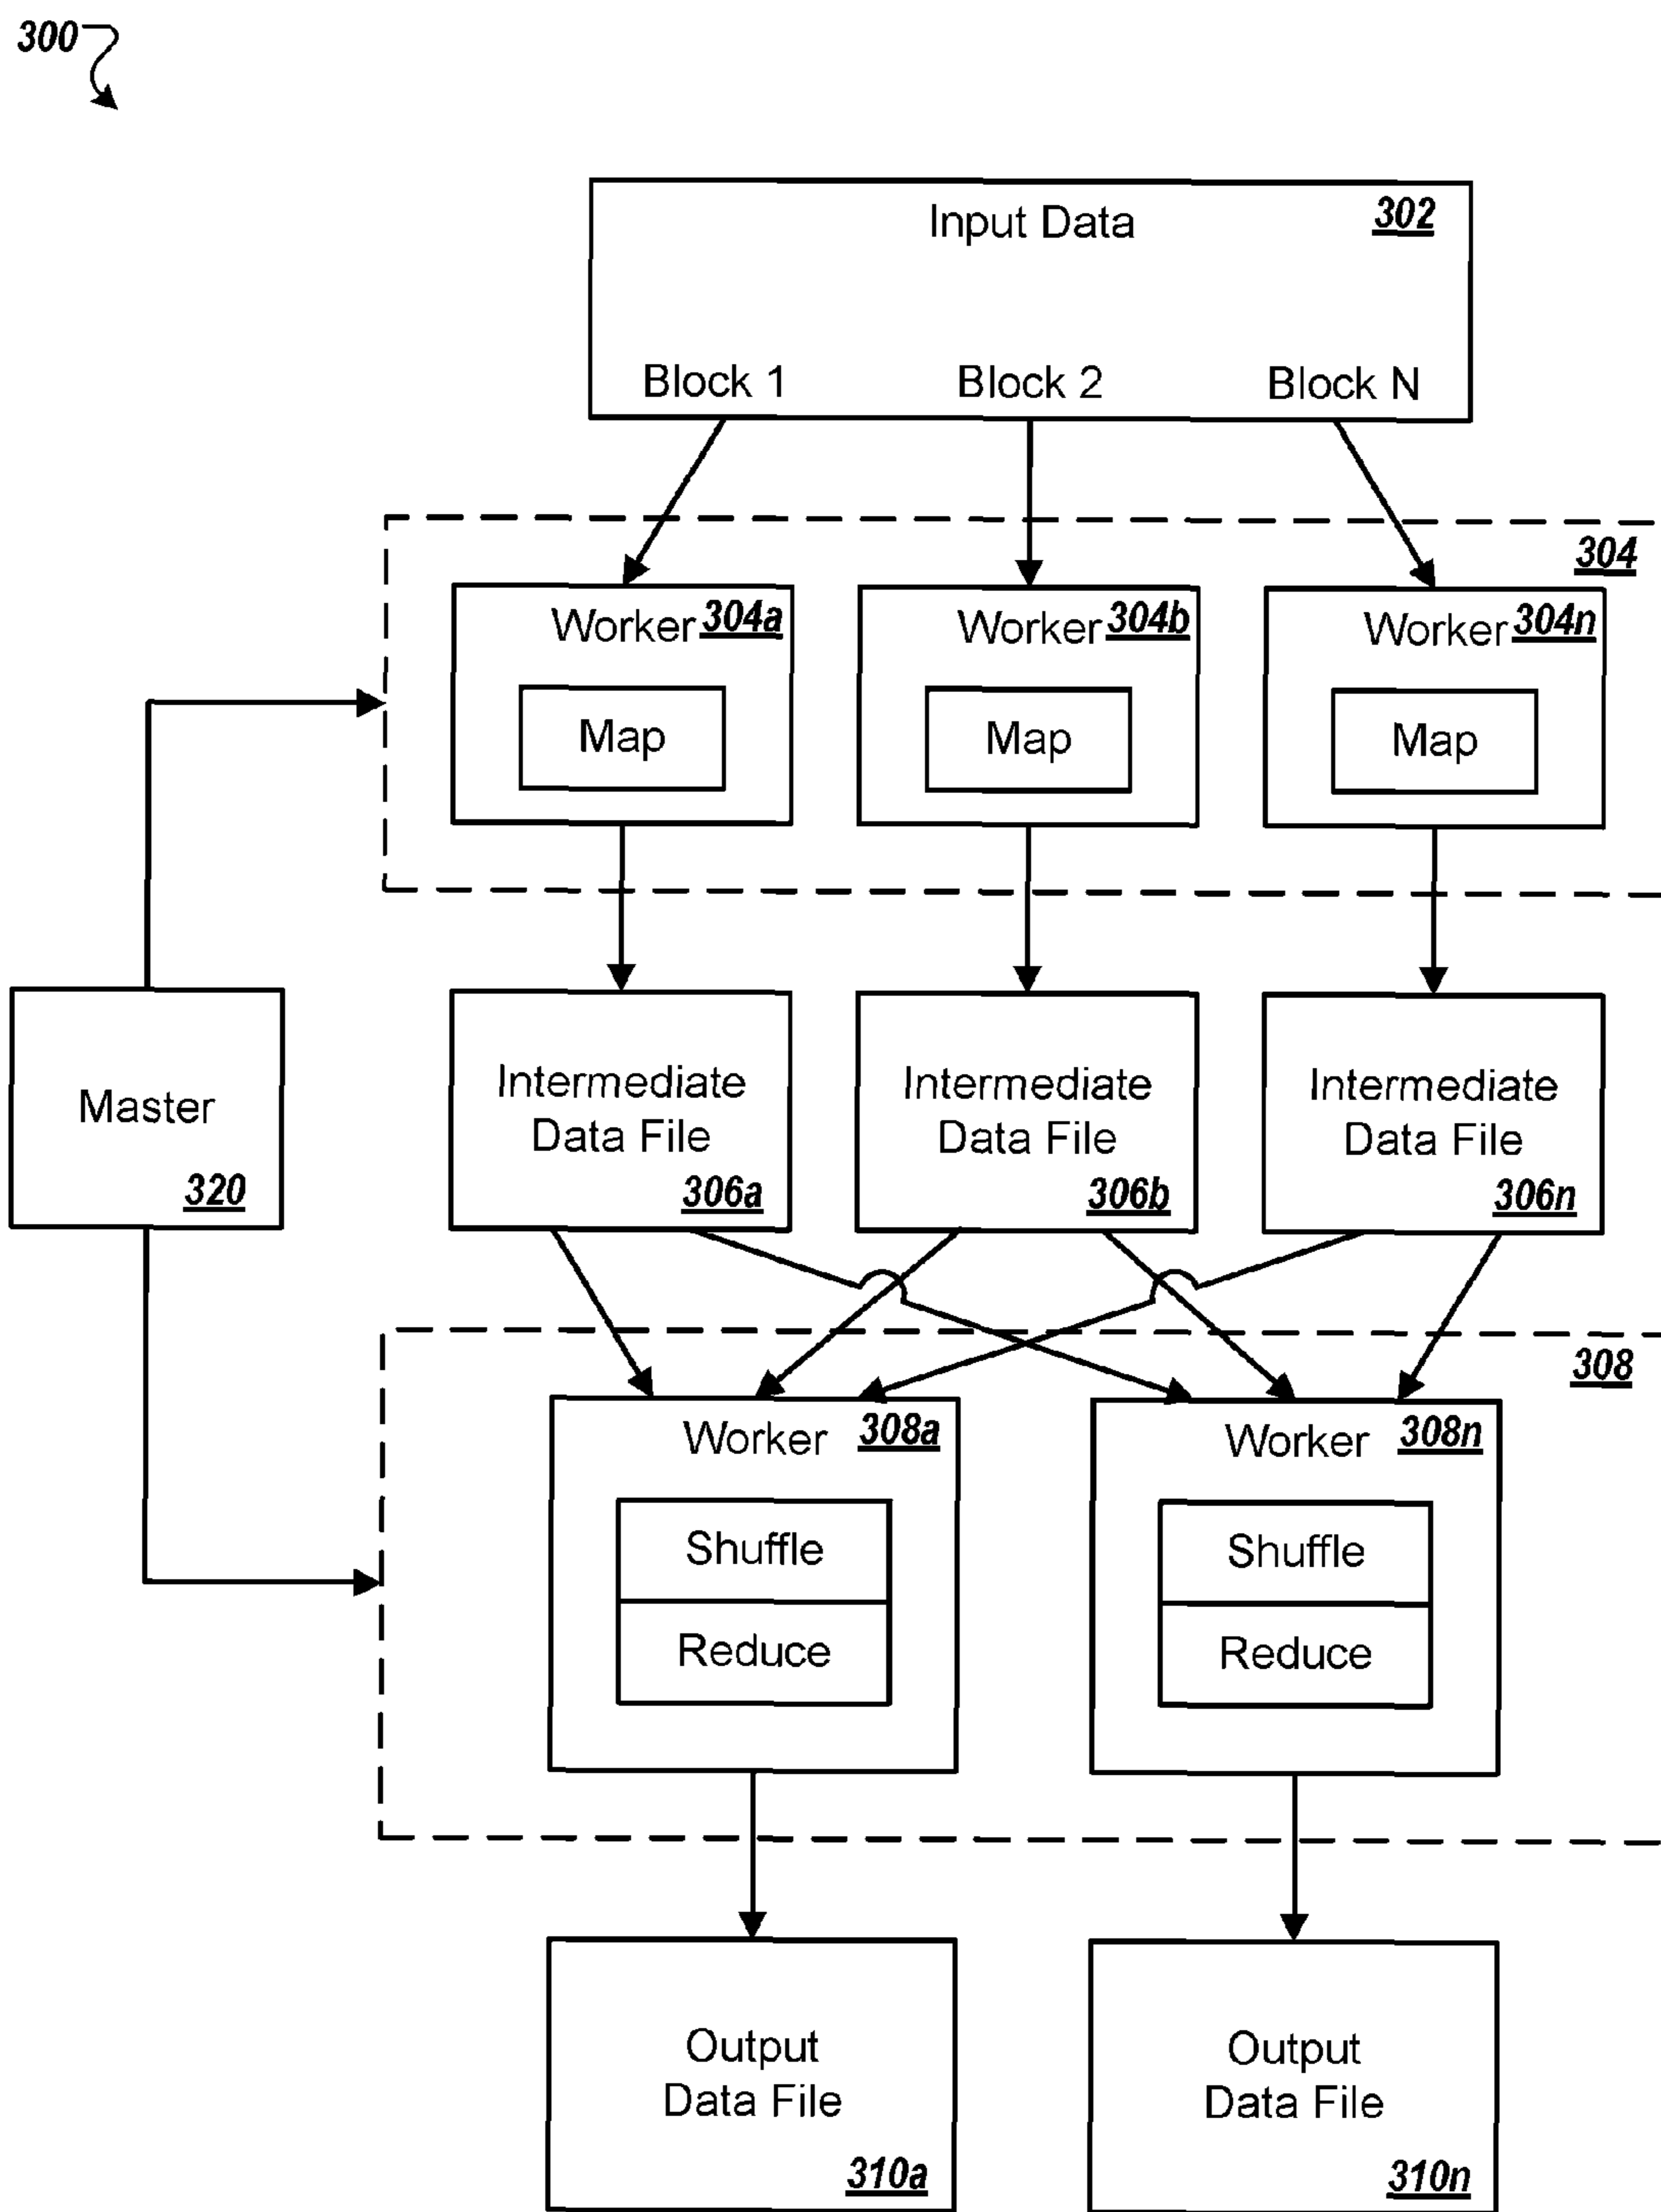 300
Input Data 302
Block 1 Block 2 Block N
304
Worker 304a Worker 304b Worker 304n
Map Map Map
Master
320
Intermediate Intermediate Intermediate
Data File Data File Data File
306a 306b 306n
308
Worker 308a Worker 308n
Shuffle Shuffle
Reduce Reduce
Output Output
Data File Data File
310a 310n